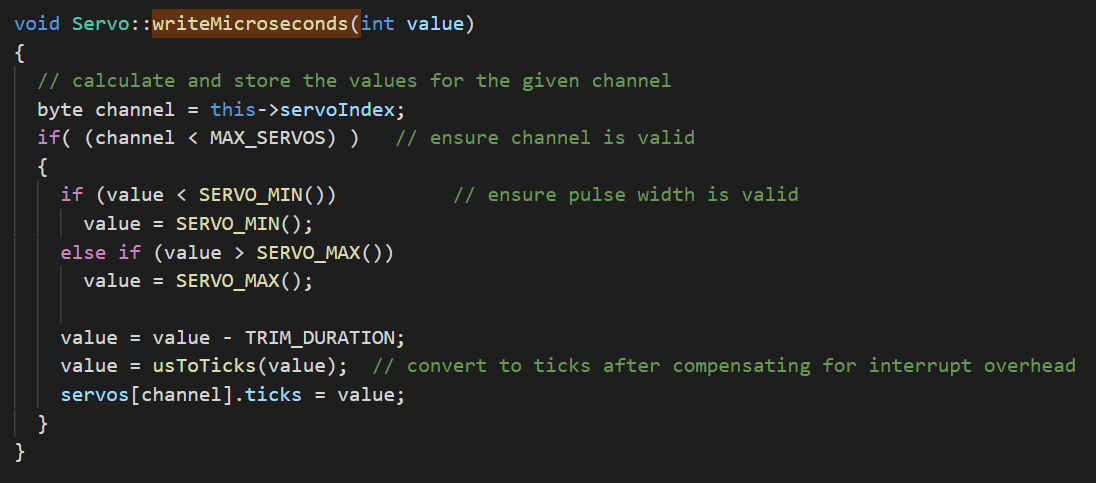 void Servo::writeMicroseconds(int value)
{
  // calculate and store the values for the given channel
  byte channel = this->servoIndex;
  if( (channel < MAX_SERVOS) )   // ensure channel is valid
  {
    if (value < SERVO_MIN())          // ensure pulse width is valid
      value = SERVO_MIN();
    else if (value > SERVO_MAX())
      value = SERVO_MAX();

    value = value - TRIM_DURATION;
    value = usToTicks(value);  // convert to ticks after compensating for interrupt overhead
    servos[channel].ticks = value;
  }
}